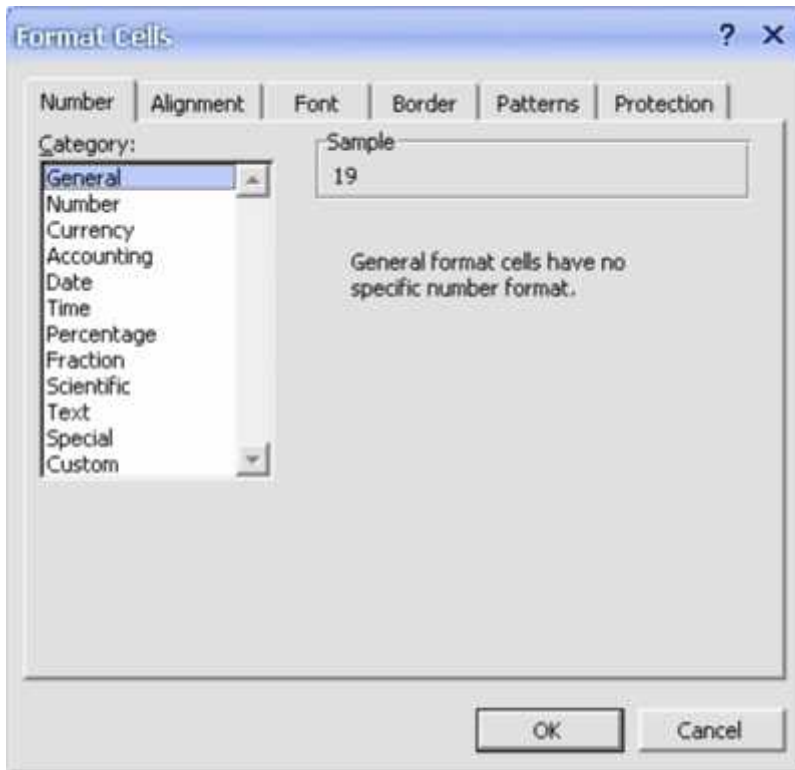 Format Cells
Number Alignment Font Border Patterns Protection
Category:
General
Number
Currency
Accounting
Date
Time
Percentage
Fraction
Scientific
Text
Special
Custom
Sample
19
General format cells have no
specific number format.
OK Cancel